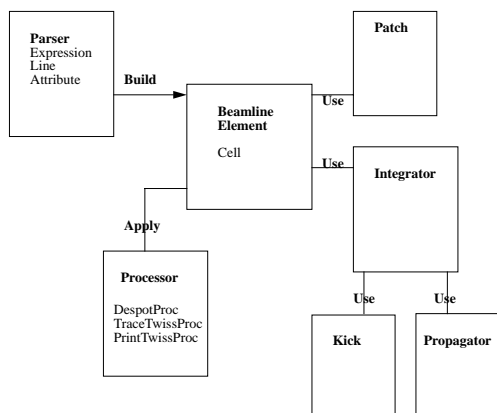 Parser
Expression
Line
Attribute
Build
Beamline
Element
Cell
Patch
Use
Use
Integrator
Apply
Processor
DespotProc
TraceTwissProc
PrintTwissProc
Use
Use
Kick
Propagator